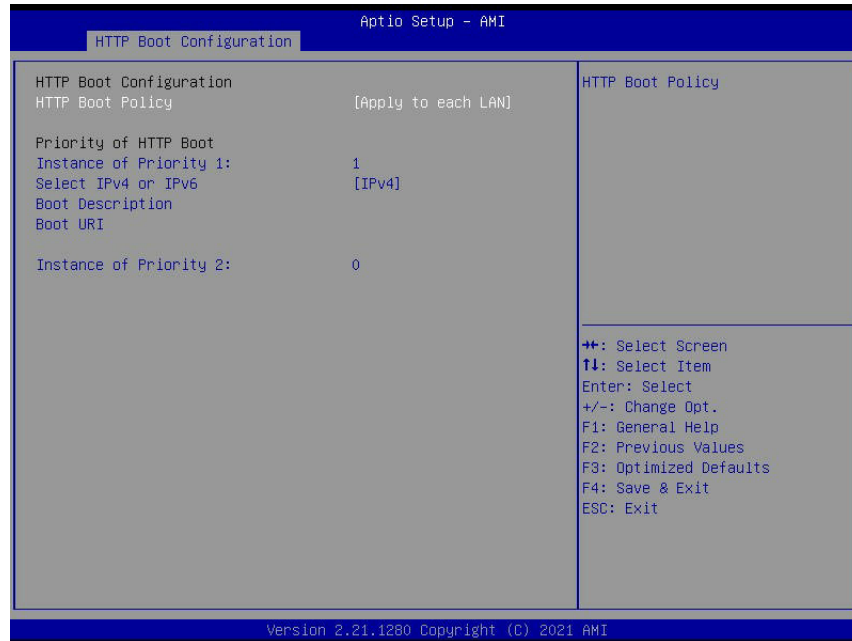 Aptio Setup – AMI
HTTP Boot Configuration
HTTP Boot Configuration
HTTP Boot Policy [Apply to each LAN]
Priority of HTTP Boot
Instance of Priority 1: 1
Select IPv4 or IPv6 [IPv4]
Boot Description
Boot URI
Instance of Priority 2: 0
HTTP Boot Policy
→←: Select Screen
↑↓: Select Item
Enter: Select
+/-: Change Opt.
F1: General Help
F2: Previous Values
F3: Optimized Defaults
F4: Save & Exit
ESC: Exit
Version 2.21.1280 Copyright (C) 2021 AMI